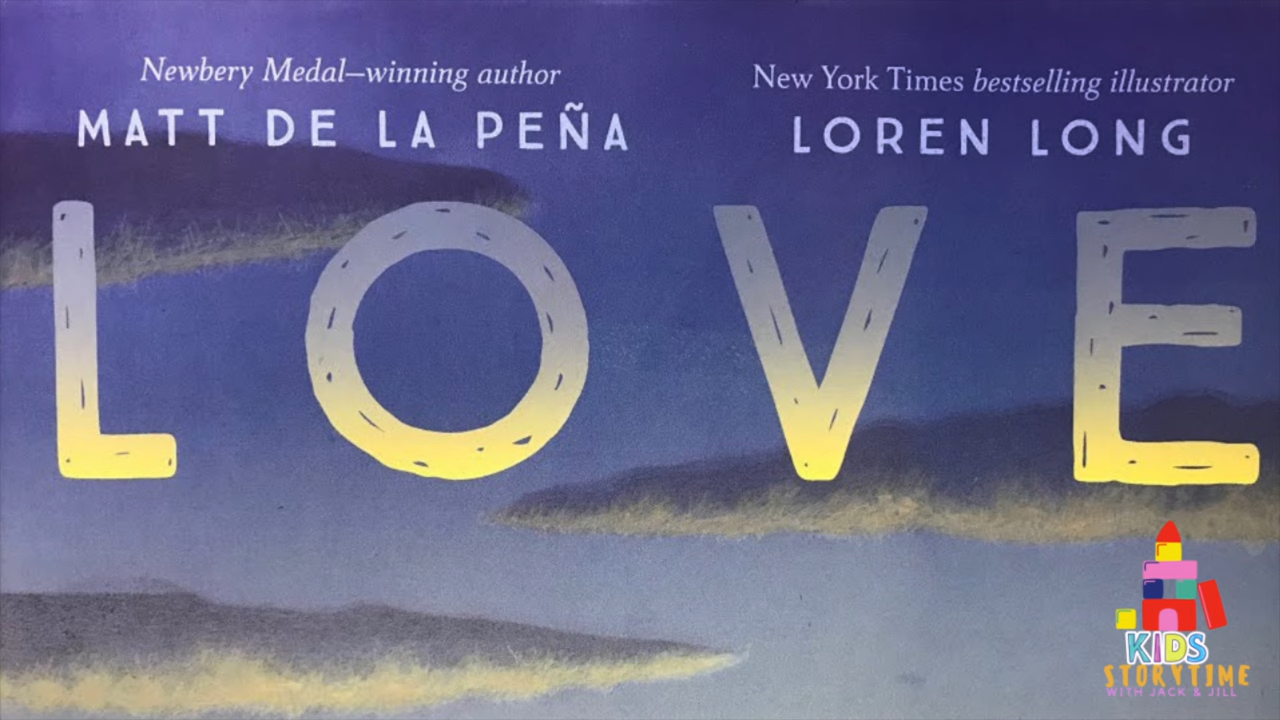 Newbery Medal–winning author
MATT DE LA PEÑA
New York Times bestselling illustrator
LOREN LONG
LOVE
KIDS
STORYTIME
WITH JACK & JILL